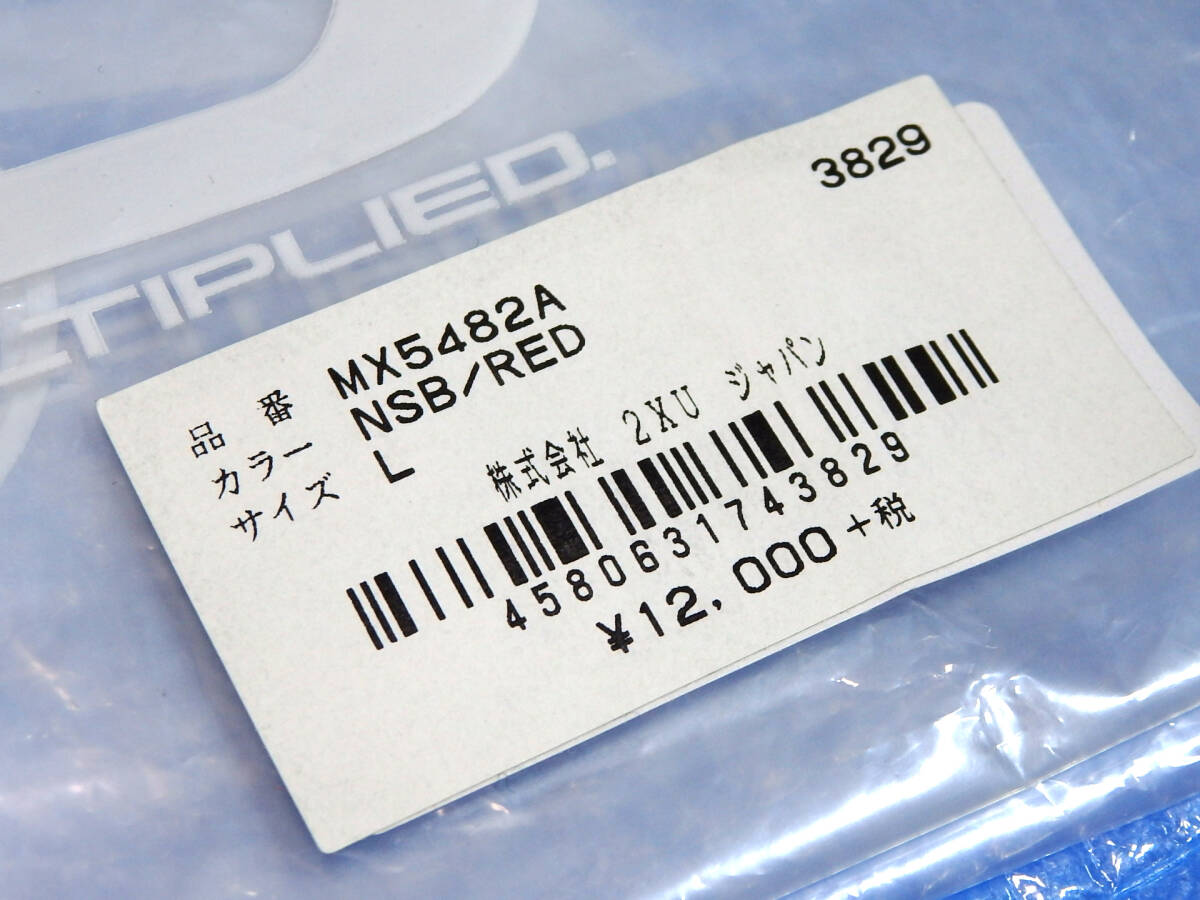 TIPLIED.
3829
品 番 MX5482A
カラー NSB/RED
サイズ L
株式会社 2XU ジャパン
4580631743829
¥12,000+税